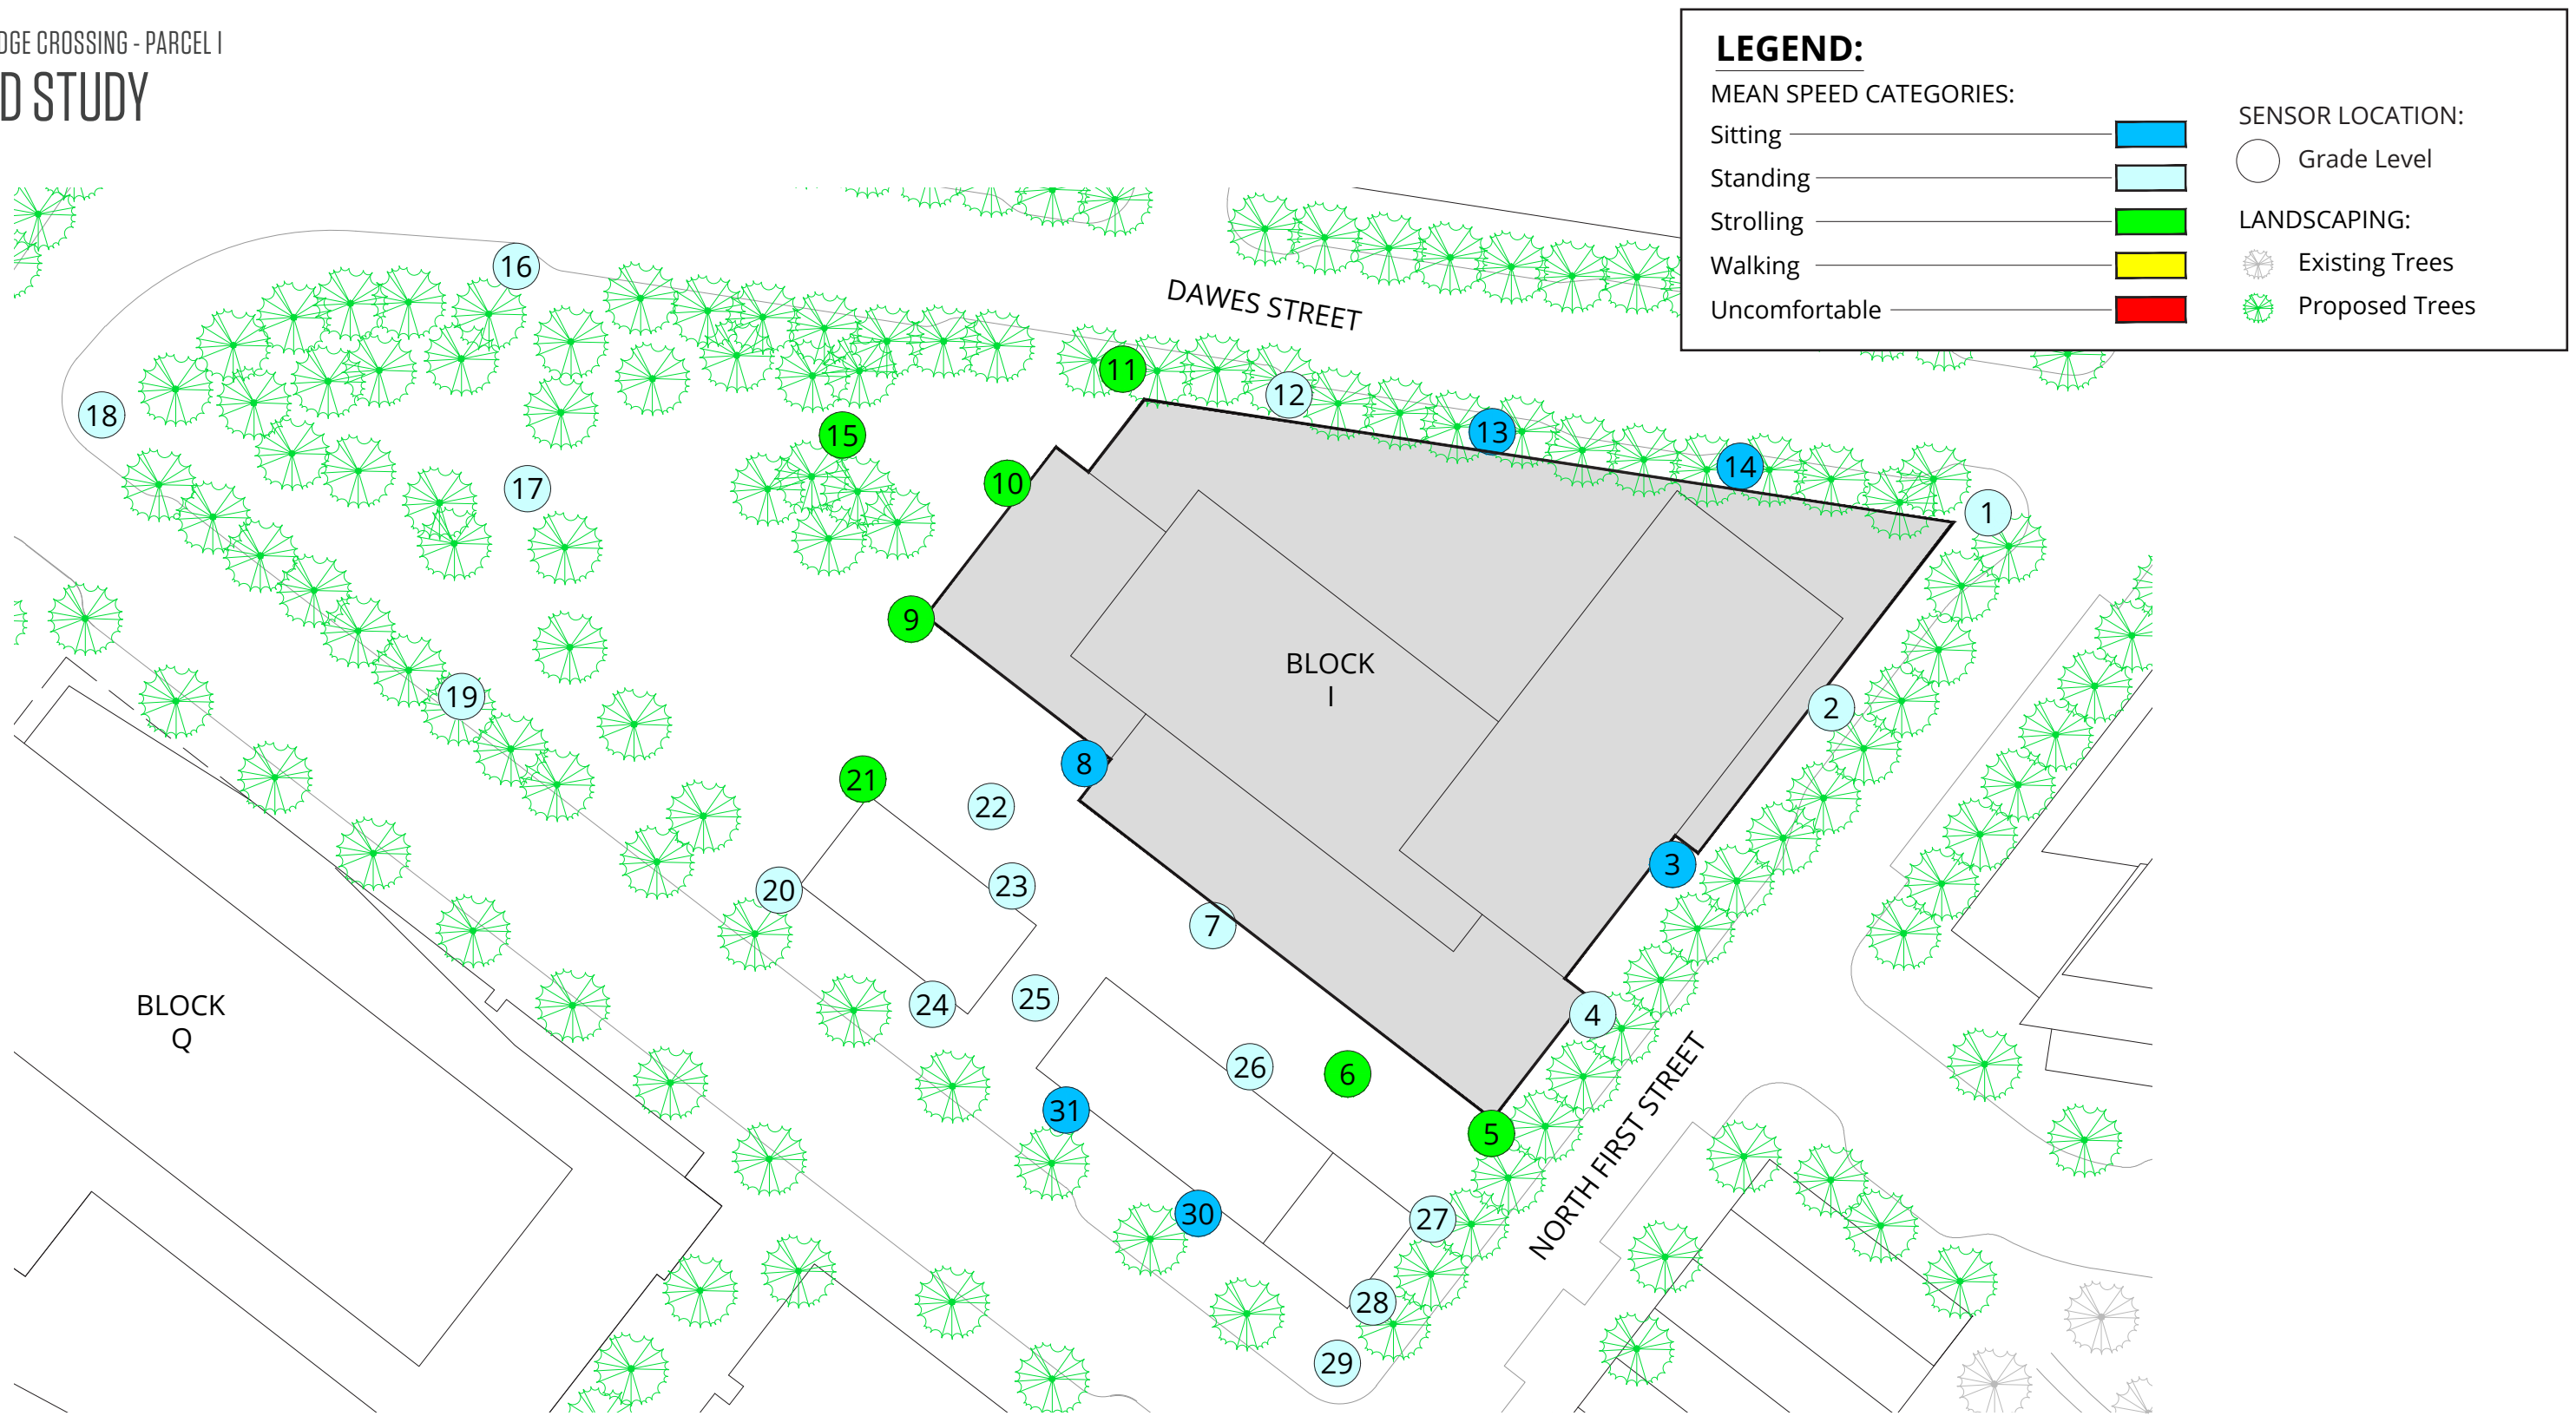 DGE CROSSING - PARCEL I
D STUDY
LEGEND:
MEAN SPEED CATEGORIES:
Sitting
Standing
Strolling
Walking
Uncomfortable
SENSOR LOCATION:
Grade Level
LANDSCAPING:
Existing Trees
Proposed Trees
DAWES STREET
16
11
12
18
15
13
14
10
17
1
9
BLOCK
I
19
2
8
21
22
3
20
23
7
24
25
BLOCK
Q
4
26
6
31
5
NORTH FIRST STREET
30
27
28
29